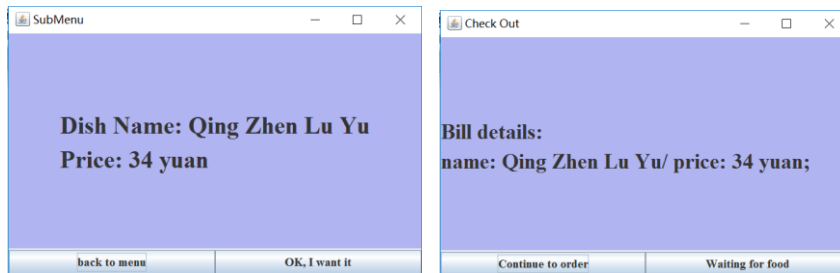 SubMenu
Dish Name: Qing Zhen Lu Yu
Price: 34 yuan
back to menu
OK, I want it
Check Out
Bill details:
name: Qing Zhen Lu Yu/ price: 34 yuan;
Continue to order
Waiting for food